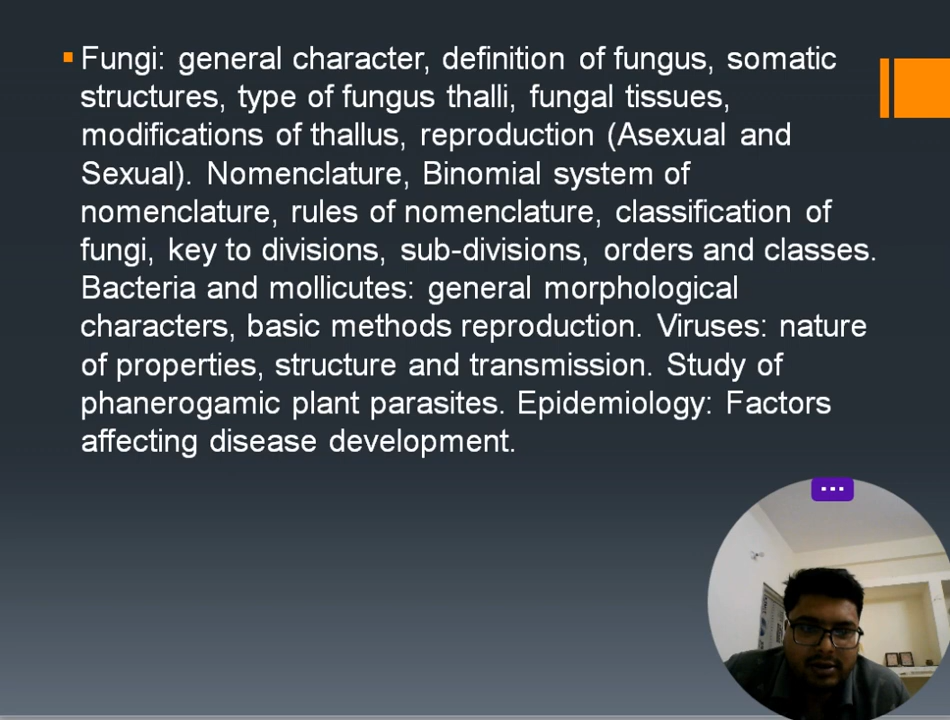 Fungi: general character, definition of fungus, somatic
structures, type of fungus thalli, fungal tissues,
modifications of thallus, reproduction (Asexual and
Sexual). Nomenclature, Binomial system of
nomenclature, rules of nomenclature, classification of
fungi, key to divisions, sub-divisions, orders and classes.
Bacteria and mollicutes: general morphological
characters, basic methods reproduction. Viruses: nature
of properties, structure and transmission. Study of
phanerogamic plant parasites. Epidemiology: Factors
affecting disease development.